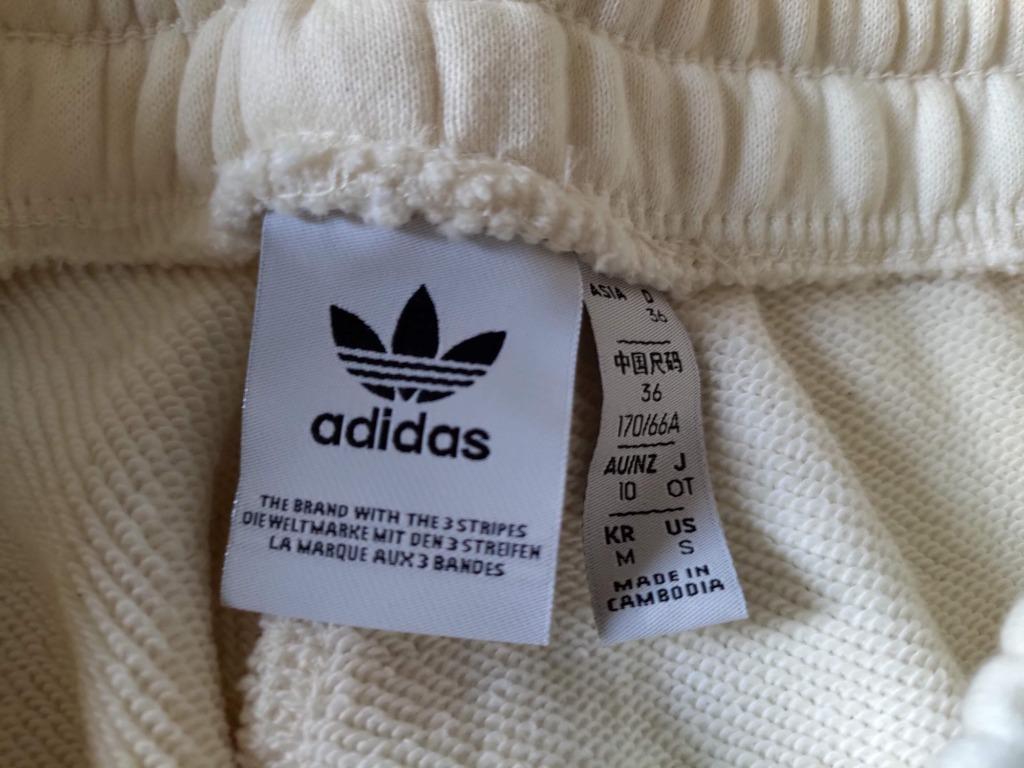 adidas
THE BRAND WITH THE 3 STRIPES
DIE WELTMARKE MIT DEN 3 STREIFEN
LA MARQUE AUX 3 BANDES
ASIA D
36
中国尺码
36
170/66A
AU/NZ J
10 OT
KR US
M S
MADE IN
CAMBODIA